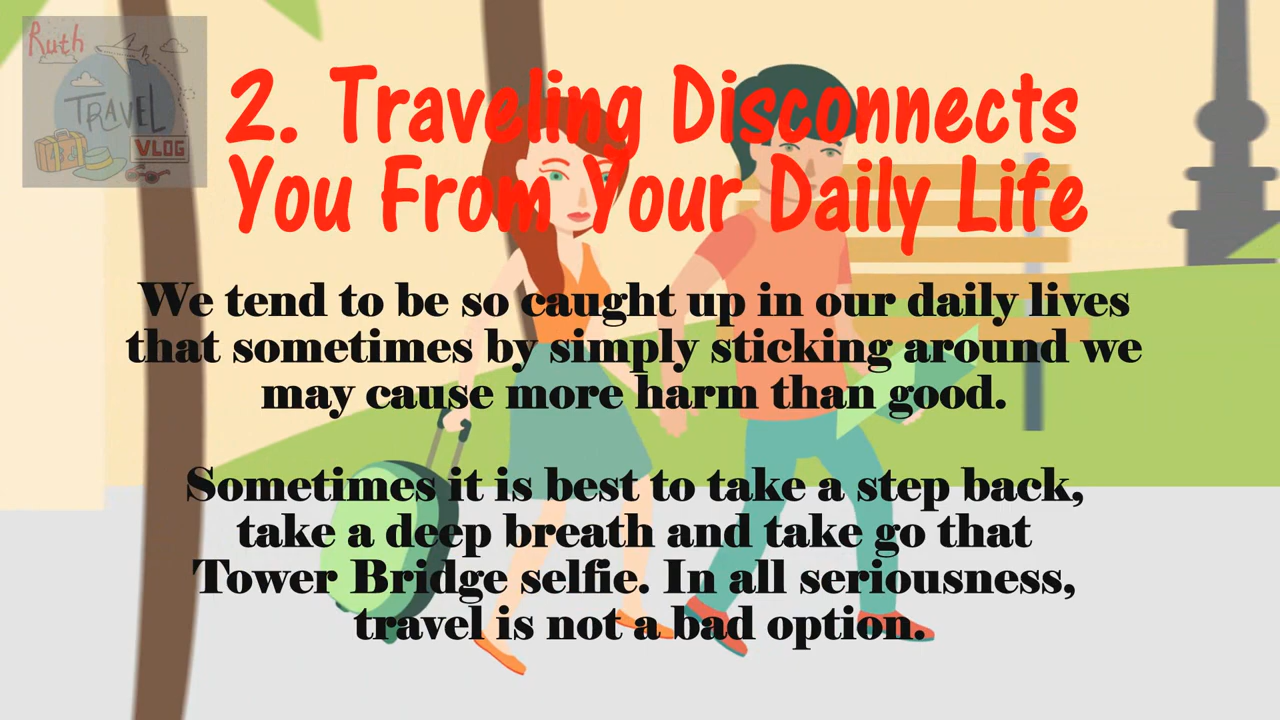 Ruth
TRAVEL
VLOG
2. Traveling Disconnects
You From Your Daily Life
We tend to be so caught up in our daily lives
that sometimes by simply sticking around we
may cause more harm than good.
Sometimes it is best to take a step back,
take a deep breath and take go that
Tower Bridge selfie. In all seriousness,
travel is not a bad option.